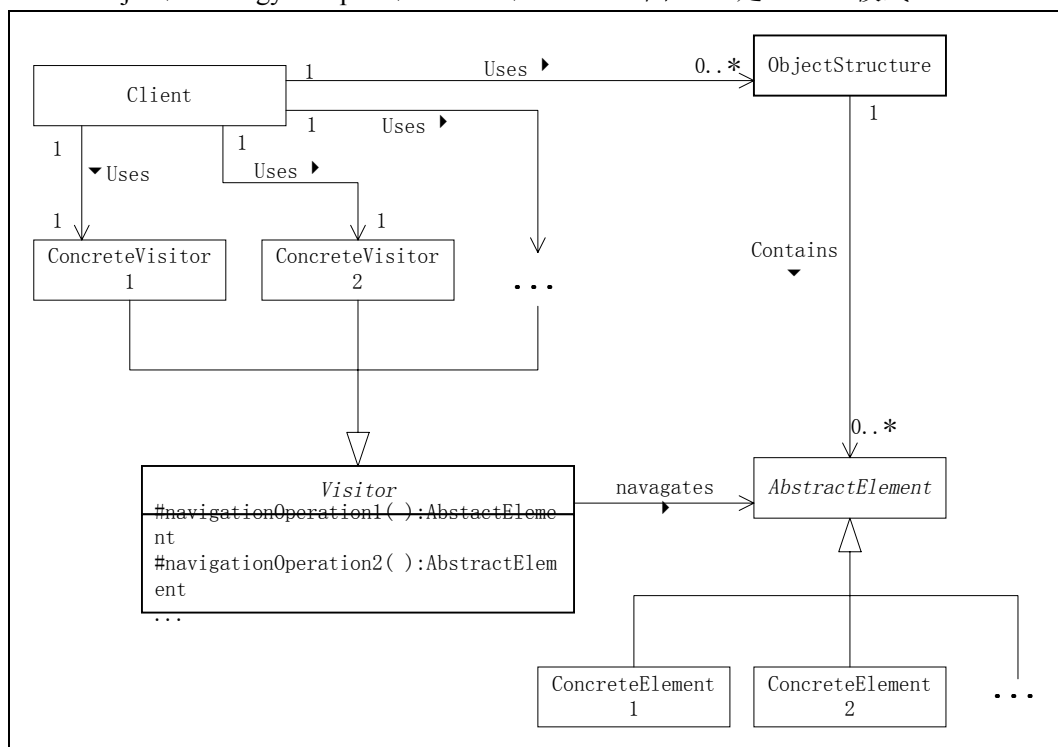 Client
1
Uses
0..*
ObjectStructure
1
Uses
1
1
Uses
1
Uses
1
1
ConcreteVisitor
1
ConcreteVisitor
2
...
Contains
0..*
Visitor
#navigationOperation1( ):AbstactEleme
nt
#navigationOperation2( ):AbstractElem
ent
...
navagates
AbstractElement
ConcreteElement
1
ConcreteElement
2
...